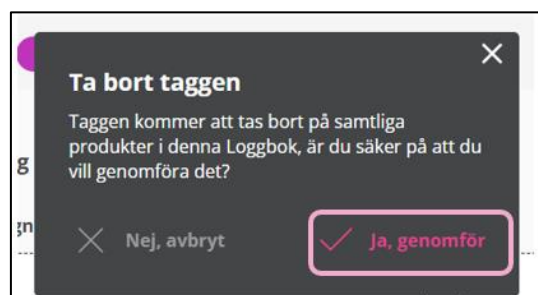 Ta bort taggen
Taggen kommer att tas bort på samtliga
produkter i denna Loggbok, är du säker på att du
g
vill genomföra det?
gn
Nej, avbryt
Ja, genomför